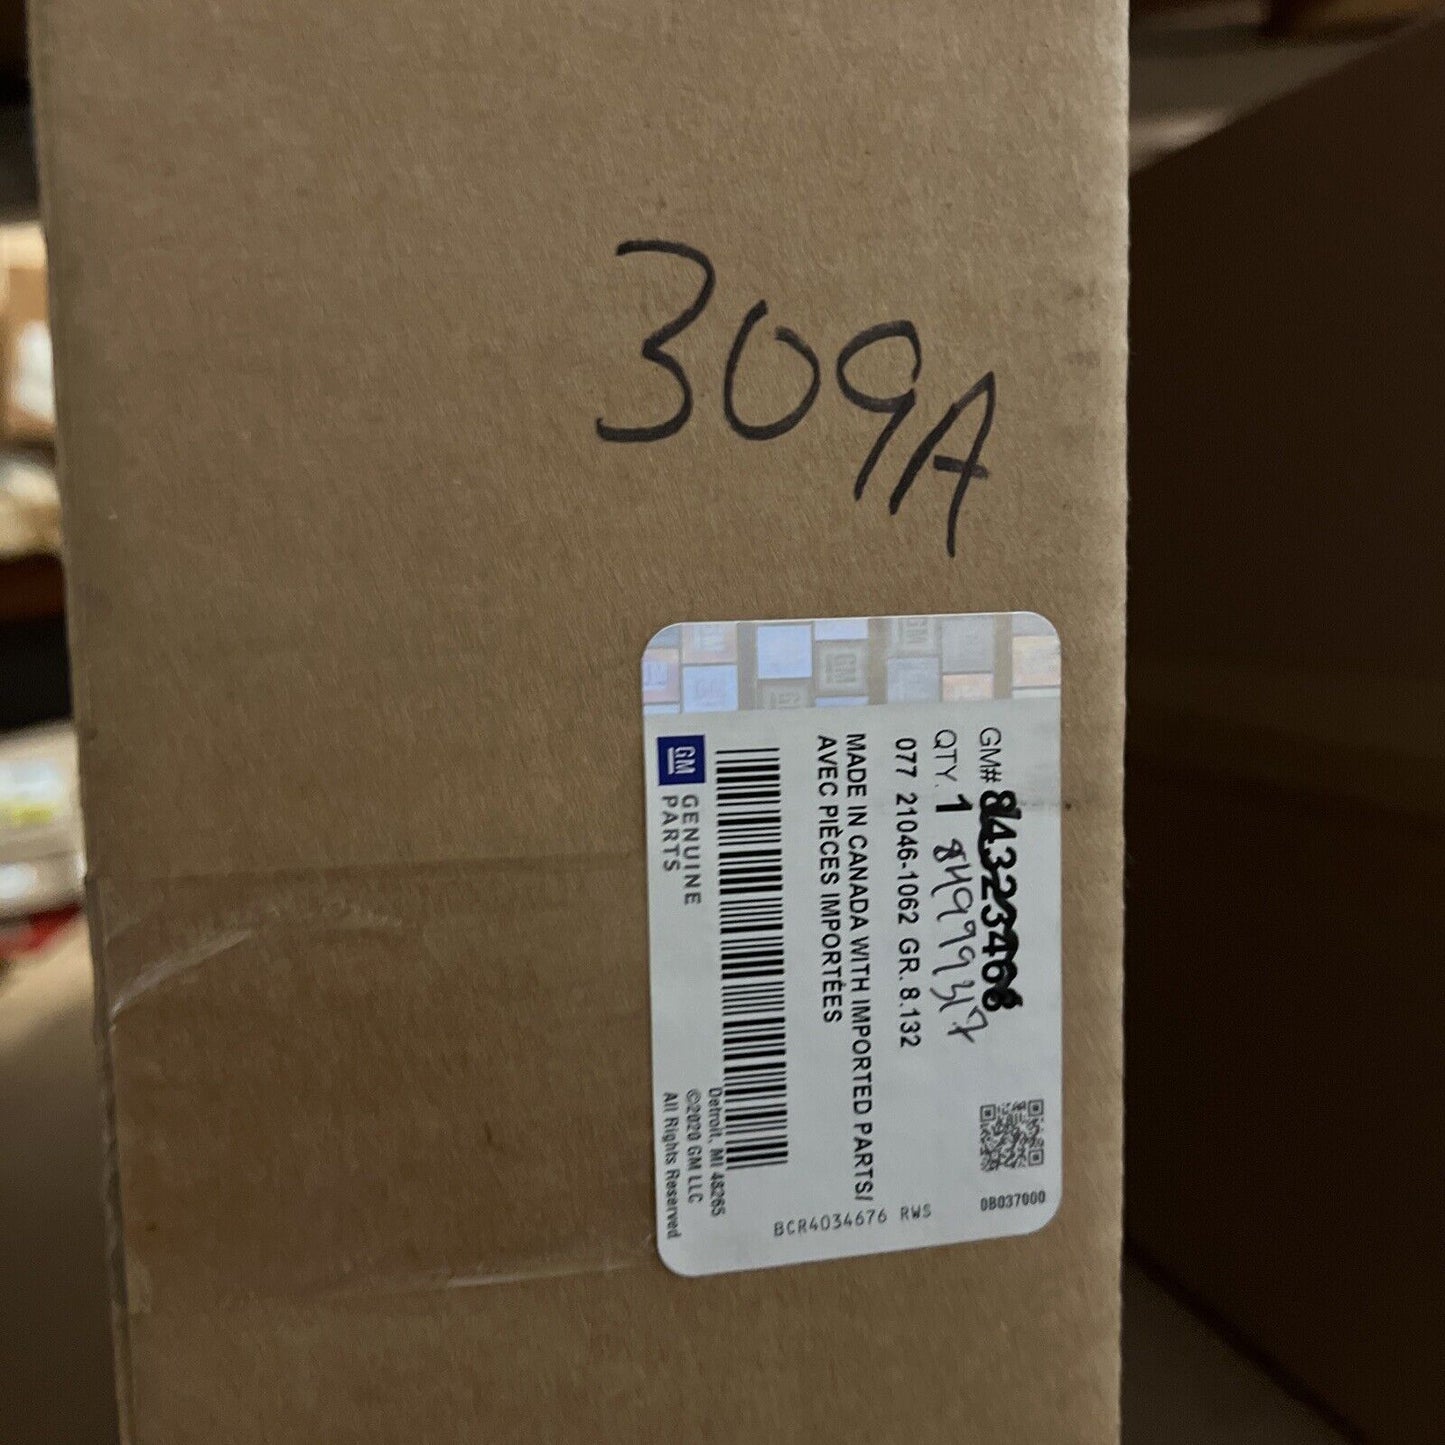 309A
GM# 84323466
QTY. 1 84999317
077 21046-1062 GR. 8.132
MADE IN CANADA WITH IMPORTED PARTS/
AVEC PIÈCES IMPORTÉES
GM
GENUINE
PARTS
Detroit, MI 48265
©2020 GM LLC
All Rights Reserved
BCR4034676 RWS
0B037000